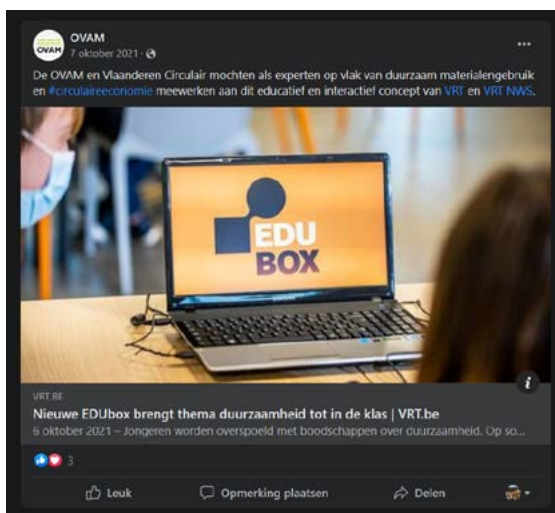 OVAM
OVAM
7 oktober 2021 ·
De OVAM en Vlaanderen Circulair mochten als experten op vlak van duurzaam materialengebruik
en #circulaireeconomie meewerken aan dit educatief en interactief concept van VRT en VRT NWS.
EDU
BOX
SAMSUNG
i
VRT.BE
Nieuwe EDUbox brengt thema duurzaamheid tot in de klas | VRT.be
6 oktober 2021 – Jongeren worden overspoeld met boodschappen over duurzaamheid. Op so...
3
Leuk
Opmerking plaatsen
Delen